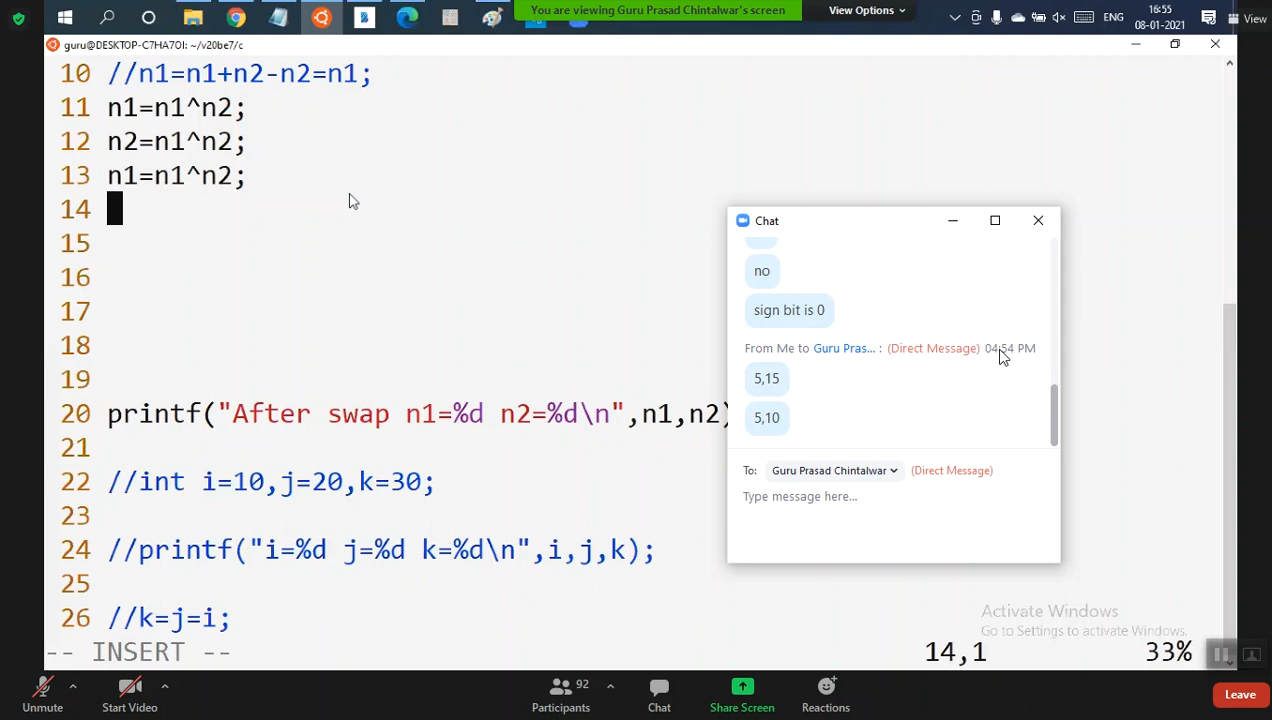 You are viewing Guru Prasad Chintalwar's screen
View Options
ENG
16:55
08-01-2021
View
guru@DESKTOP-C7HA7OI: ~/v20be7/c
10 //n1=n1+n2-n2=n1;
11 n1=n1^n2;
12 n2=n1^n2;
13 n1=n1^n2;
14
15
16
17
18
19
20 printf("After swap n1=%d n2=%d\n",n1,n2)
21
22 //int i=10,j=20,k=30;
23
24 //printf("i=%d j=%d k=%d\n",i,j,k);
25
26 //k=j=i;
-- INSERT --
14,1
33%
Chat
no
sign bit is 0
From Me to Guru Pras... : (Direct Message) 04:54 PM
5,15
5,10
To: Guru Prasad Chintalwar (Direct Message)
Type message here...
Activate Windows
Go to Settings to activate Windows.
Unmute
Start Video
92
Participants
Chat
Share Screen
Reactions
Leave